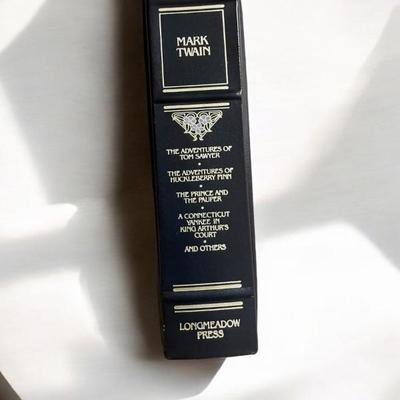 MARK
TWAIN
THE ADVENTURES OF
TOM SAWYER
THE ADVENTURES OF
HUCKLEBERRY FINN
THE PRINCE AND
THE PAUPER
A CONNECTICUT
YANKEE IN
KING ARTHUR'S
COURT
AND OTHERS
LONGMEADOW
PRESS